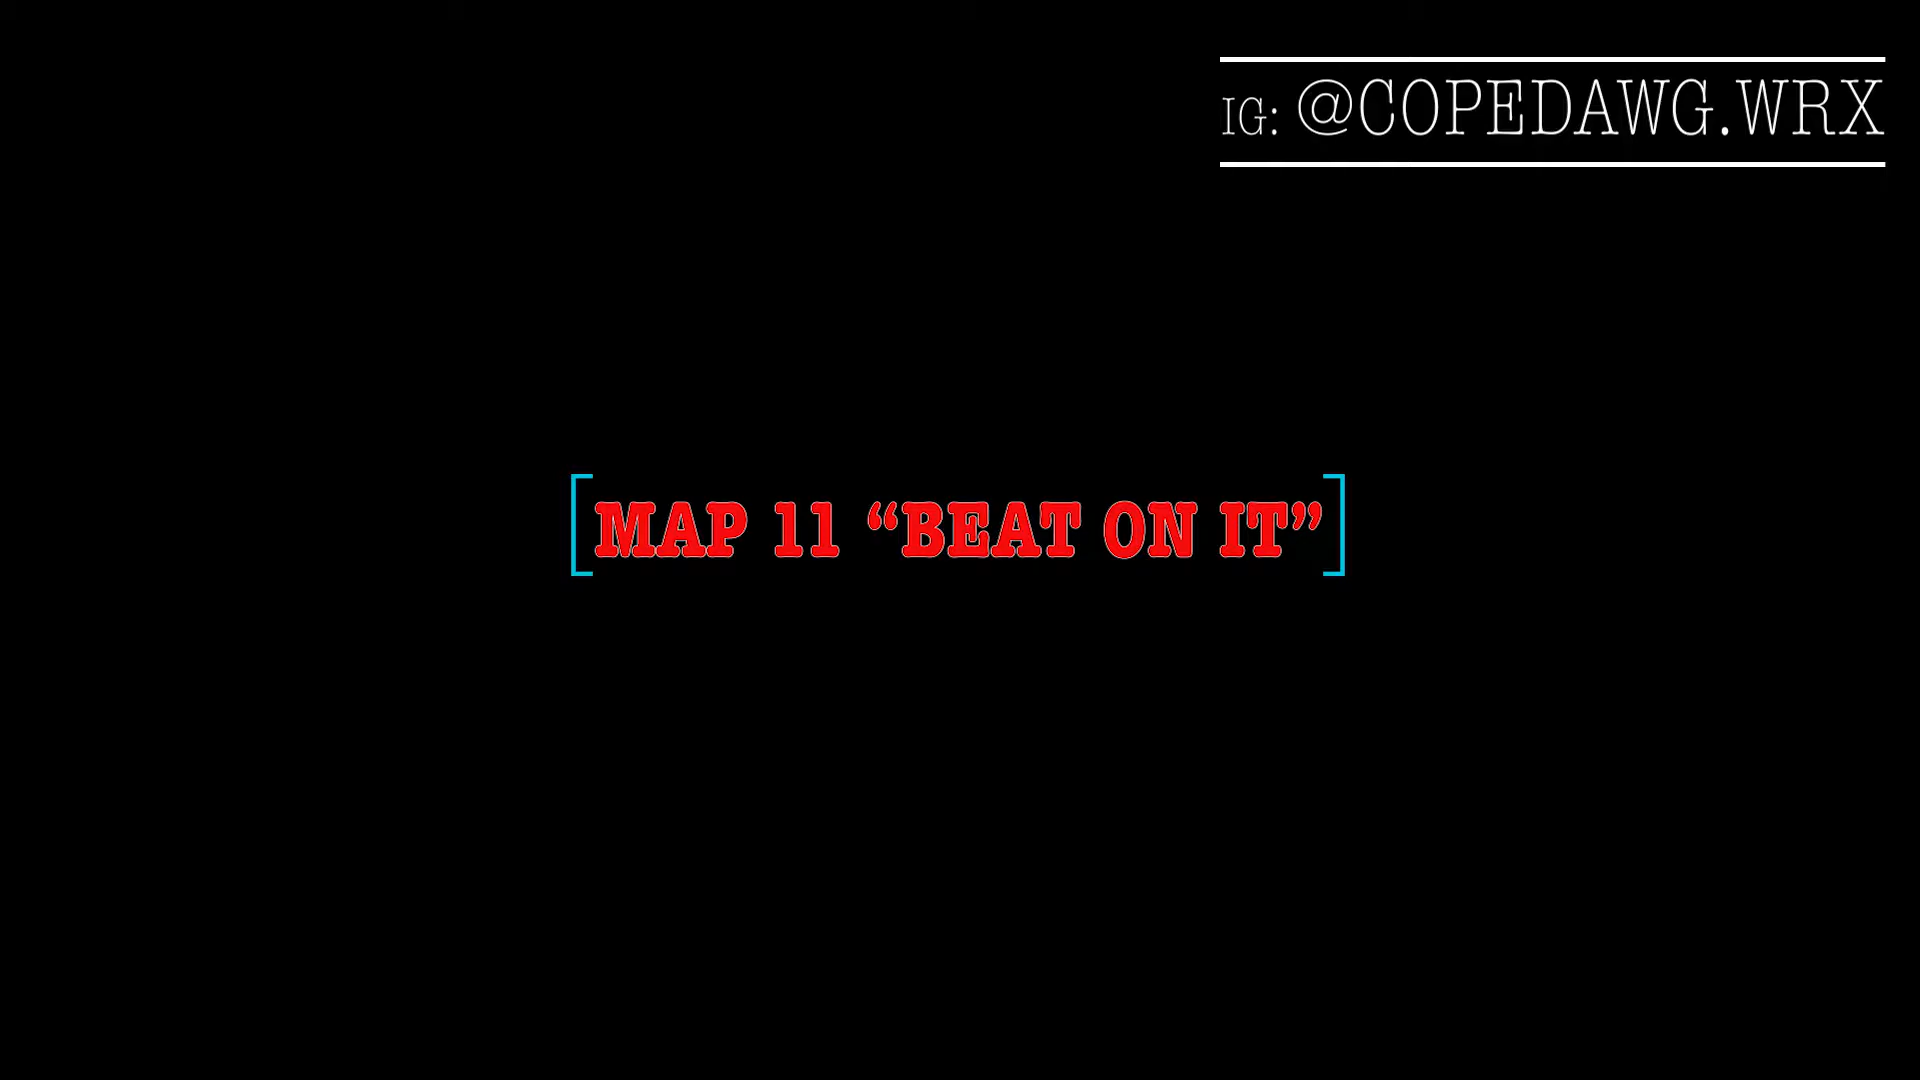 IG: @COPEDAWG.WRX
[MAP 11 “BEAT ON IT”]